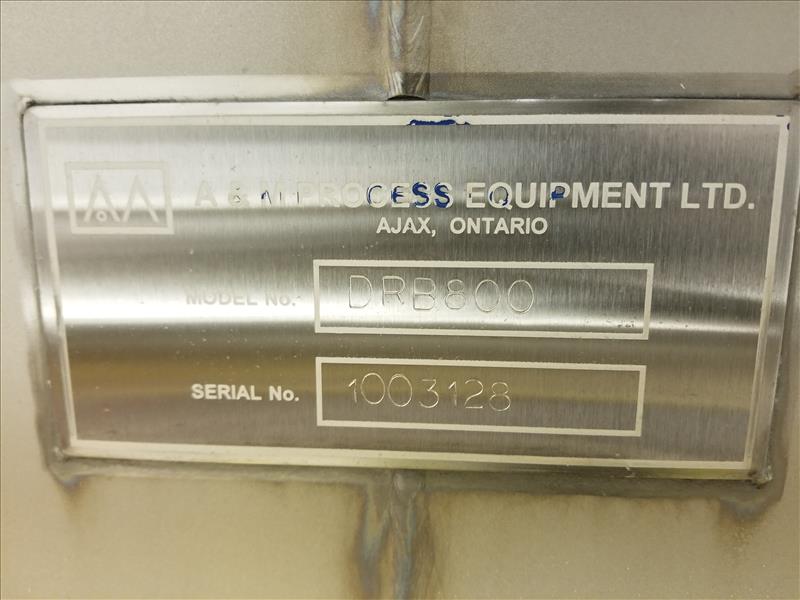 A & M PROCESS EQUIPMENT LTD.
AJAX, ONTARIO
MODEL No. DRB800
SERIAL No. 1003128